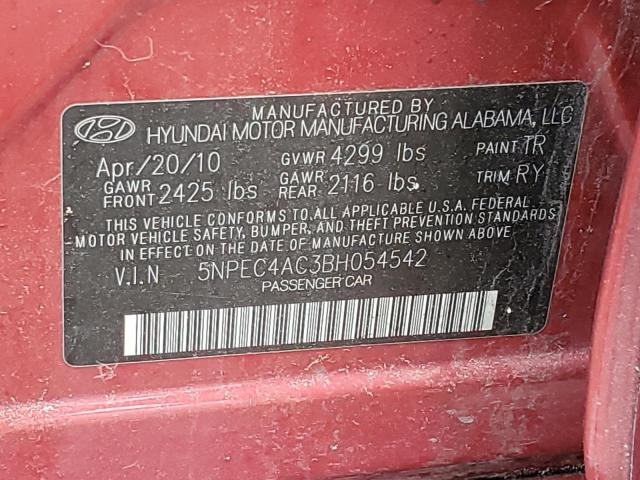 MANUFACTURED BY
HYUNDAI MOTOR MANUFACTURING ALABAMA, LLC
Apr/20/10 GVWR 4299 lbs PAINT TR
GAWR FRONT 2425 lbs GAWR REAR 2116 lbs TRIM RY
THIS VEHICLE CONFORMS TO ALL APPLICABLE U.S.A. FEDERAL
MOTOR VEHICLE SAFETY, BUMPER, AND THEFT PREVENTION STANDARDS
IN EFFECT ON THE DATE OF MANUFACTURE SHOWN ABOVE
V.I.N 5NPEC4AC3BH054542
PASSENGER CAR